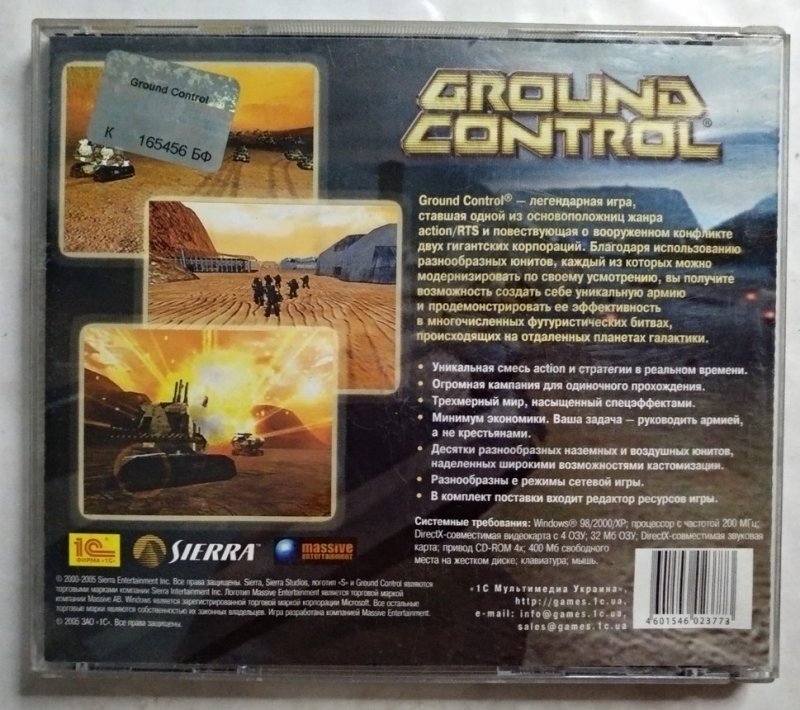 Ground Control
К 165456 БФ
GROUND
CONTROL®
Ground Control® — легендарная игра,
ставшая одной из основоположниц жанра
action/RTS и повествующая о вооруженном конфликте
двух гигантских корпораций. Благодаря использованию
разнообразных юнитов, каждый из которых можно
модернизировать по своему усмотрению, вы получите
возможность создать себе уникальную армию
и продемонстрировать ее эффективность
в многочисленных футуристических битвах,
происходящих на отдаленных планетах галактики.
• Уникальная смесь action и стратегии в реальном времени.
• Огромная кампания для одиночного прохождения.
• Трехмерный мир, насыщенный спецэффектами.
• Минимум экономики. Ваша задача — руководить армией,
а не крестьянами.
• Десятки разнообразных наземных и воздушных юнитов,
наделенных широкими возможностями кастомизации.
• Разнообразны е режимы сетевой игры.
• В комплект поставки входит редактор ресурсов игры.
Системные требования: Windows® 98/2000/XP; процессор с частотой 200 МГц;
DirectX-совместимая видеокарта с 4 ОЗУ; 32 Мб ОЗУ; DirectX-совместимая звуковая
карта; привод CD-ROM 4x; 400 Мб свободного
места на жестком диске; клавиатура; мышь.
1С
ФИРМА «1С»
SIERRA™
massive
ENTERTAINMENT
© 2000-2005 Sierra Entertainment Inc. Все права защищены. Sierra, Sierra Studios, логотип «S» и Ground Control являются
торговыми марками компании Sierra Intertainment Inc. Логотип Massive Entertainment является торговой маркой
компании Massive AB. Windows является зарегистрированной торговой маркой корпорации Microsoft. Все остальные
торговые марки являются собственностью их законных владельцев. Игра разработана компанией Massive Entertainment.
© 2005 ЗАО «1С». Все права защищены.
«1С Мультимедиа Украина»,
http://games.1c.ua,
e-mail: info@games.1c.ua,
sales@games.1c.ua
4601546 023773